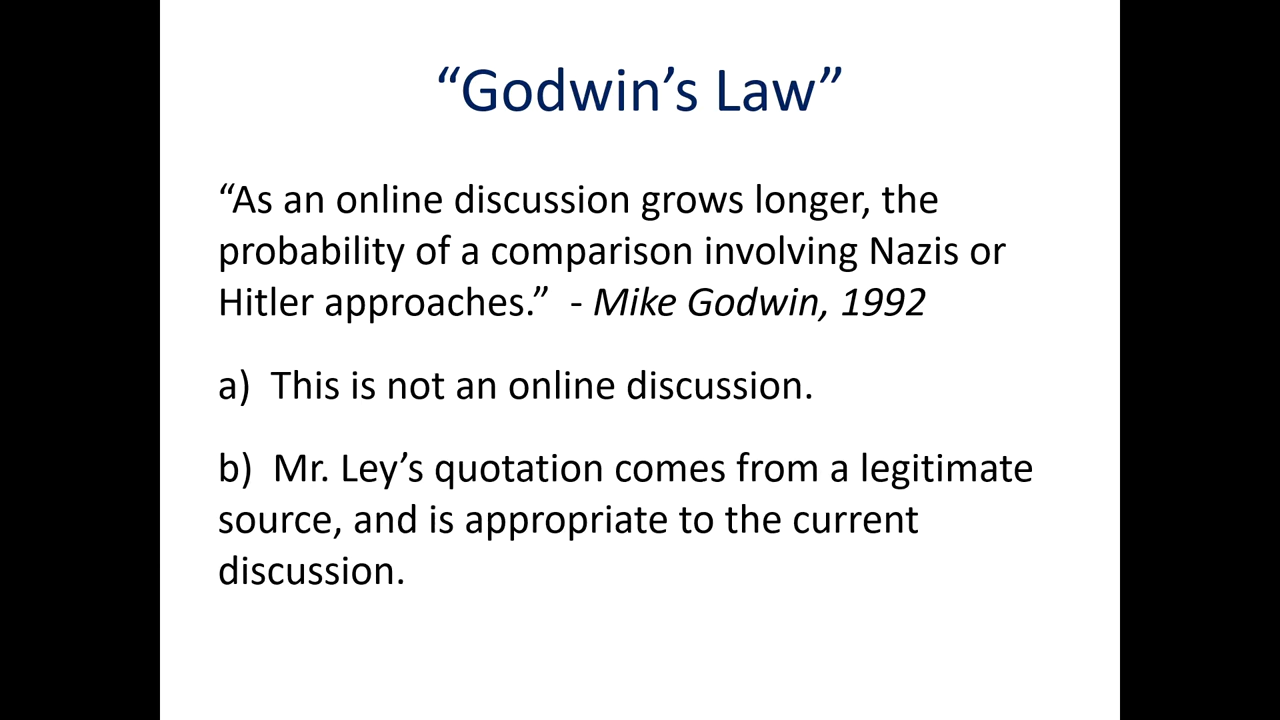 “Godwin’s Law”
“As an online discussion grows longer, the
probability of a comparison involving Nazis or
Hitler approaches.”  - Mike Godwin, 1992
a)  This is not an online discussion.
b)  Mr. Ley’s quotation comes from a legitimate
source, and is appropriate to the current
discussion.